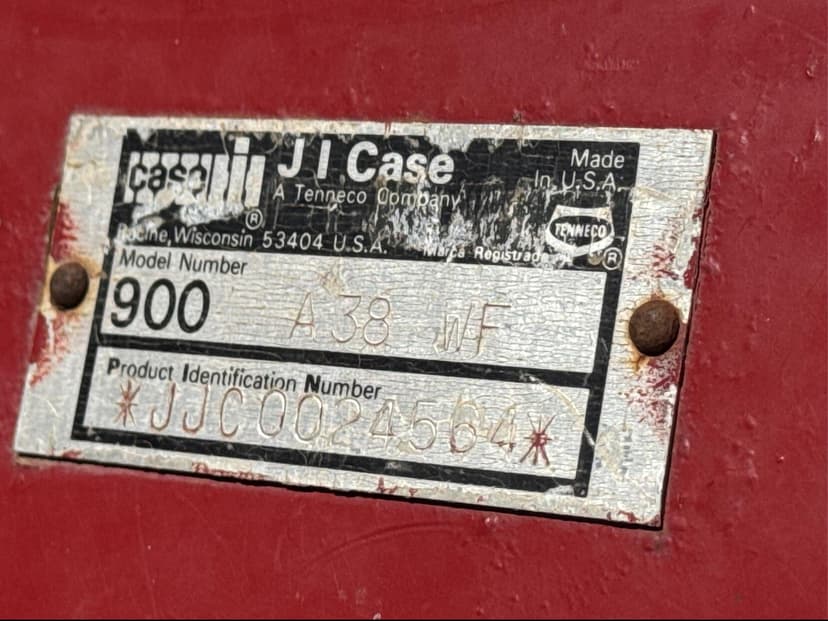 case ih ®
J I Case
A Tenneco Company
Made
In U.S.A.
Racine, Wisconsin 53404 U.S.A.
Marca Registrada
TENNECO ®
Model Number
900 A38 WF
Product Identification Number
*JJC0024564*